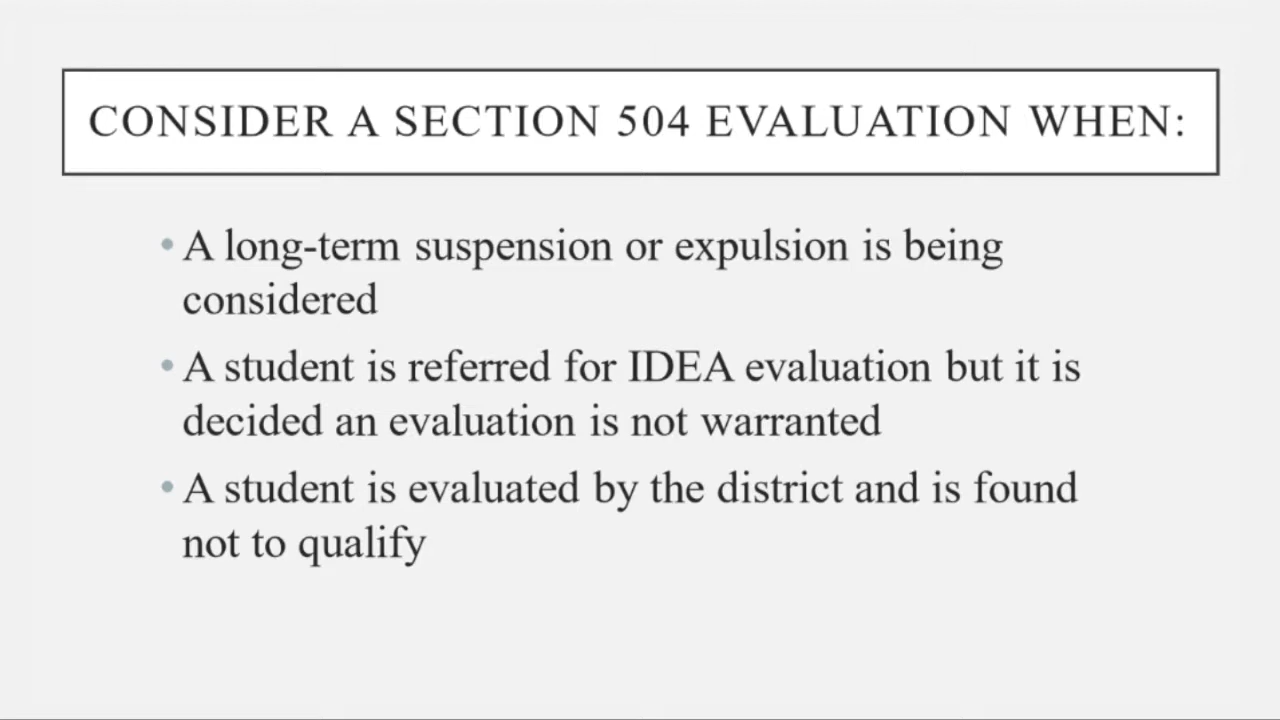 CONSIDER A SECTION 504 EVALUATION WHEN:
• A long-term suspension or expulsion is being
considered
• A student is referred for IDEA evaluation but it is
decided an evaluation is not warranted
• A student is evaluated by the district and is found
not to qualify